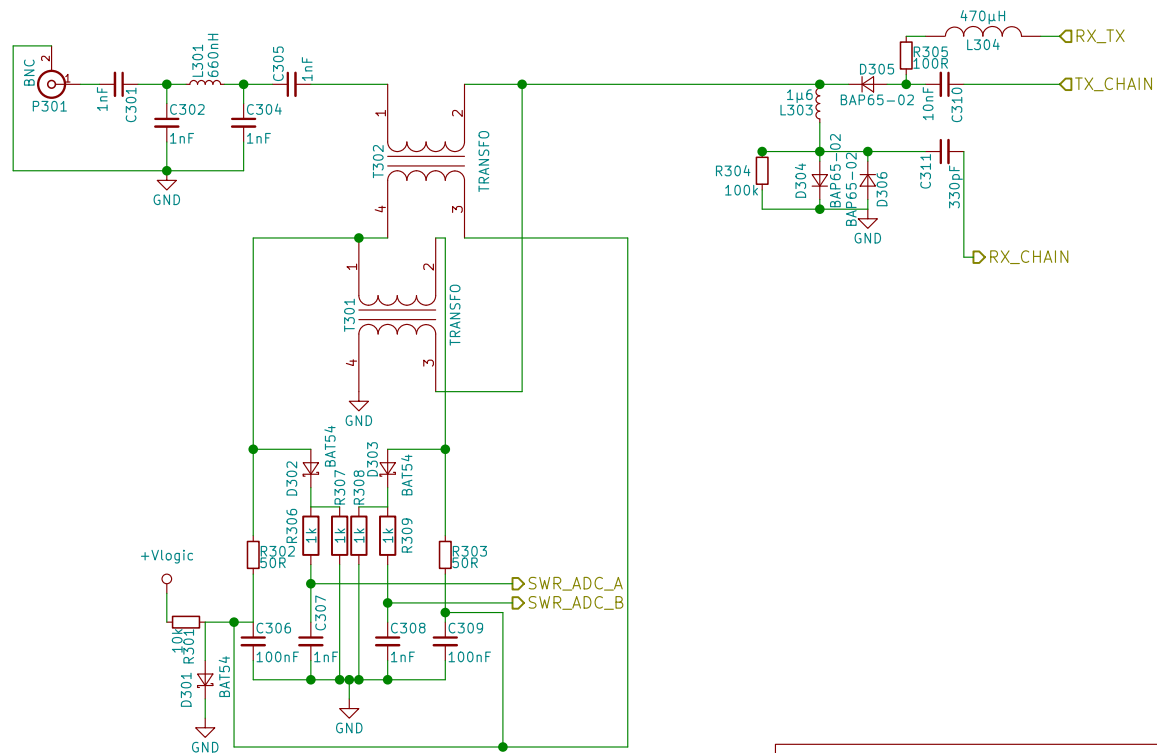 470µH
L304
RX_TX
R305
100R
BNC
2
1
P301
1nF
C301
L301
660nH
C305
1nF
C302
1nF
C304
1nF
GND
D305
BAP65-02
10nF
C310
TX_CHAIN
1µ6
L303
1
2
T302
TRANSFO
4
3
R304
100k
D304
BAP65-02
BAP65-02
D306
C311
330pF
GND
RX_CHAIN
1
2
T301
TRANSFO
4
3
GND
D302
BAT54
R307
R308
D303
BAT54
R306
1k
1k
1k
1k
R309
R302
50R
R303
50R
+Vlogic
SWR_ADC_A
SWR_ADC_B
10k
R301
C306
100nF
C307
1nF
C308
1nF
C309
100nF
D301
BAT54
GND
GND